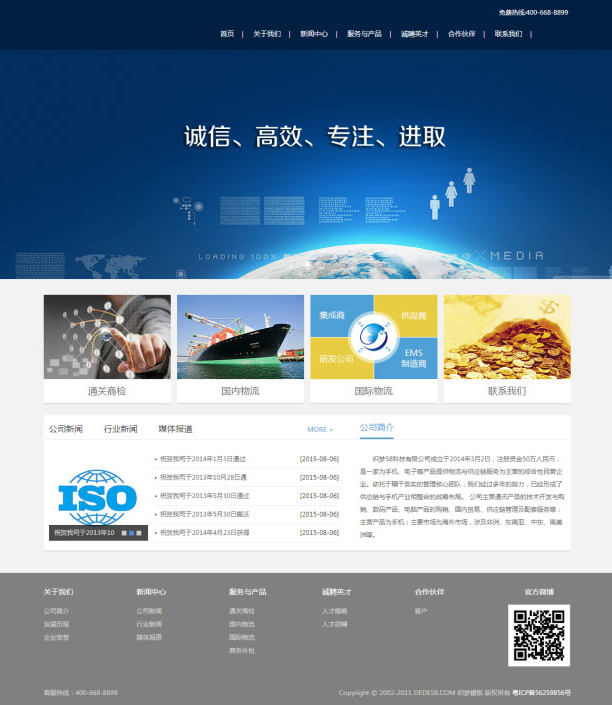 免费热线:400-668-8899
首页 | 关于我们 | 新闻中心 | 服务与产品 | 诚聘英才 | 合作伙伴 | 联系我们 |
诚信、高效、专注、进取
LOADING 100%
MEDIA
集成商
供应商
研发公司
EMS
制造商
通关商检
国内物流
国际物流
联系我们
公司新闻 行业新闻 媒体报道 MORE »
ISO
祝贺我司于2013年10
• 祝贺我司于2014年1月3日通过 [2015-08-06]
• 祝贺我司于2013年10月28日通 [2015-08-06]
• 祝贺我司于2013年5月30日通过 [2015-08-06]
• 祝贺我司于2013年5月30日搬迁 [2015-08-06]
• 祝贺我司于2014年4月23日获得 [2015-08-06]
公司简介
织梦58科技有限公司成立于2014年3月2日，注册资金50万人民币，
是一家为手机、电子等产品提供物流与供应链服务为主营的综合性民营企
业。依托于精干务实的管理核心团队，我们经过多年的努力，已经形成了
供应链与手机产业相整合的战略布局。 公司主营通讯产品的技术开发与购
销、数码产品、电脑产品的购销、国内贸易、供应链管理及配套服务等；
主营产品为手机；主要市场为海外市场，涉及非洲、东南亚、中东、南美
洲等。
关于我们
公司简介
发展历程
企业荣誉
新闻中心
公司新闻
行业新闻
媒体报道
服务与产品
通关商检
国内物流
国际物流
商务外包
诚聘英才
人才策略
人才招聘
合作伙伴
客户
官方微博
客服热线：400-668-8899
Copyright © 2002-2011 DEDE58.COM 织梦模板 版权所有 粤ICP备56259856号